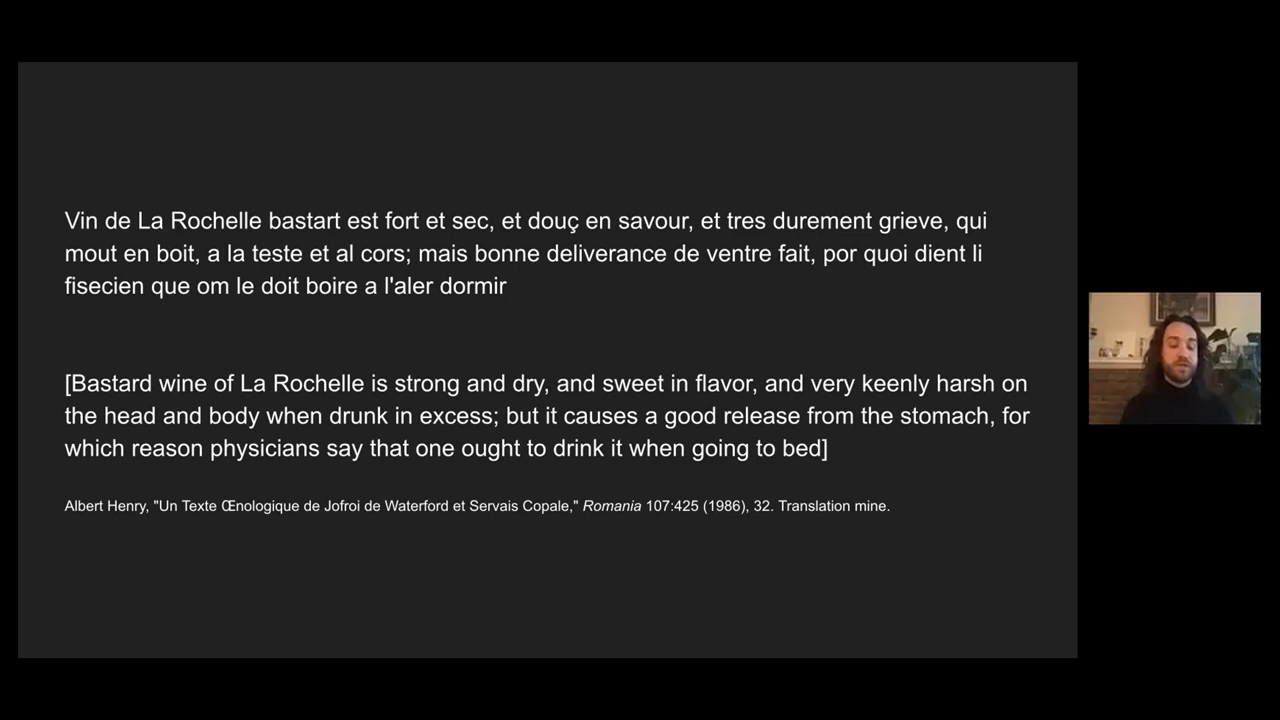 Vin de La Rochelle bastart est fort et sec, et douç en savour, et tres durement grieve, qui
mout en boit, a la teste et al cors; mais bonne deliverance de ventre fait, por quoi dient li
fisecien que om le doit boire a l'aler dormir
[Bastard wine of La Rochelle is strong and dry, and sweet in flavor, and very keenly harsh on
the head and body when drunk in excess; but it causes a good release from the stomach, for
which reason physicians say that one ought to drink it when going to bed]
Albert Henry, "Un Texte Œnologique de Jofroi de Waterford et Servais Copale," Romania 107:425 (1986), 32. Translation mine.